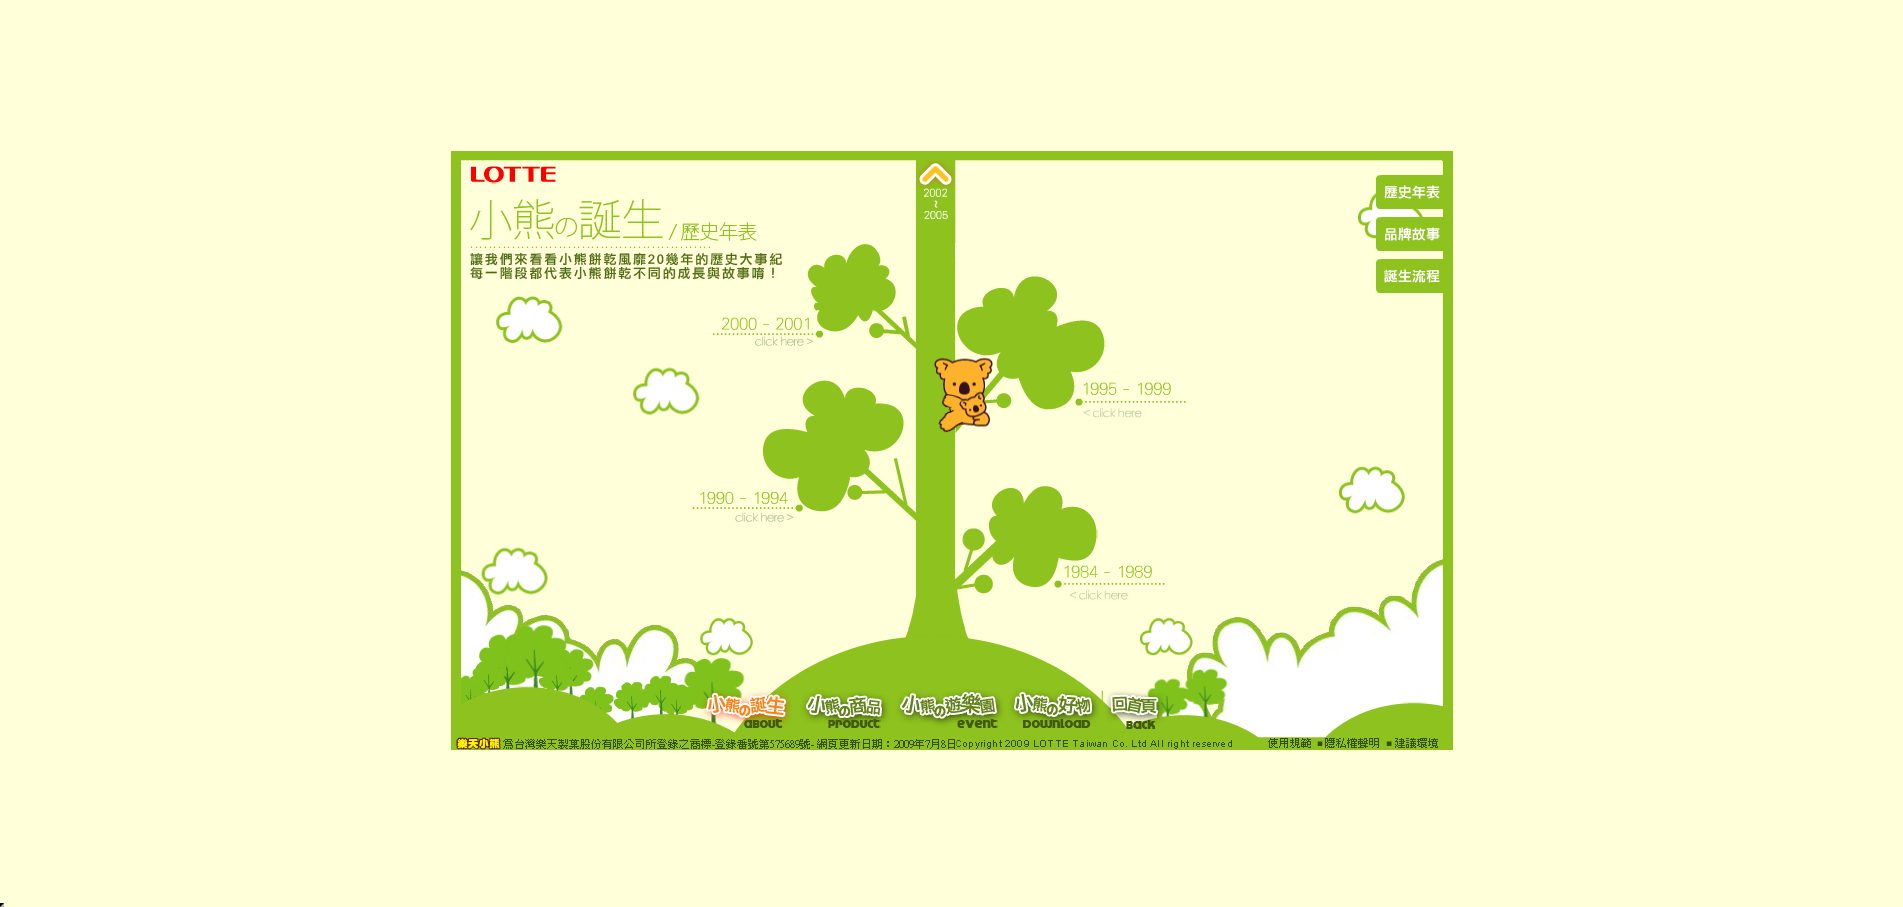 LOTTE
小熊の誕生 / 歷史年表
讓我們來看看小熊餅乾風靡20幾年的歷史大事紀
每一階段都代表小熊餅乾不同的成長與故事唷！
2002
~
2005
歷史年表
品牌故事
誕生流程
2000 - 2001
click here >
1995 - 1999
< click here
1990 - 1994
click here >
1984 - 1989
< click here
小熊の誕生 小熊の商品 小熊の遊樂園 小熊の好物 回首頁
about product event download back
樂天小熊 為台灣樂天製菓股份有限公司所登錄之商標-登錄番號第575689號- 網頁更新日期：2009年7月8日Copyright 2009 LOTTE Taiwan Co. Ltd All right reserved 使用規範 ■隱私權聲明 ■建議環境